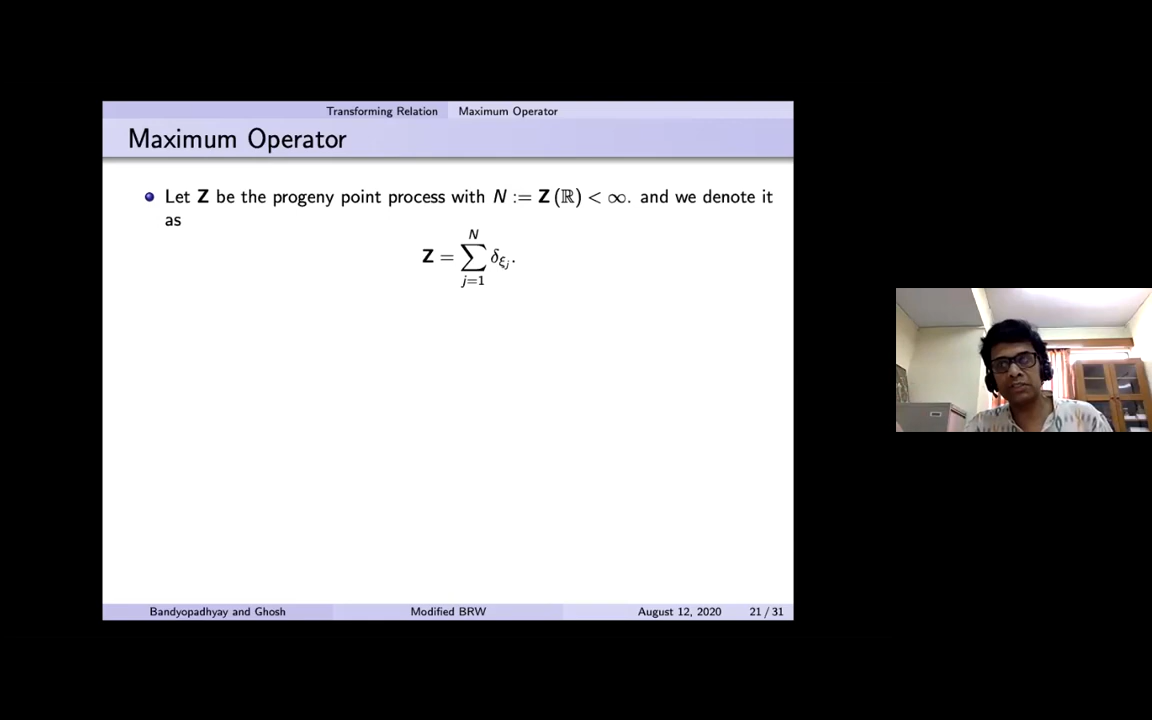 Transforming Relation Maximum Operator
Maximum Operator
Let Z be the progeny point process with N := Z (ℝ) < ∞. and we denote it
as
Z = ∑_{j=1}^{N} δ_{ξ_j}.
Bandyopadhyay and Ghosh Modified BRW August 12, 2020 21 / 31